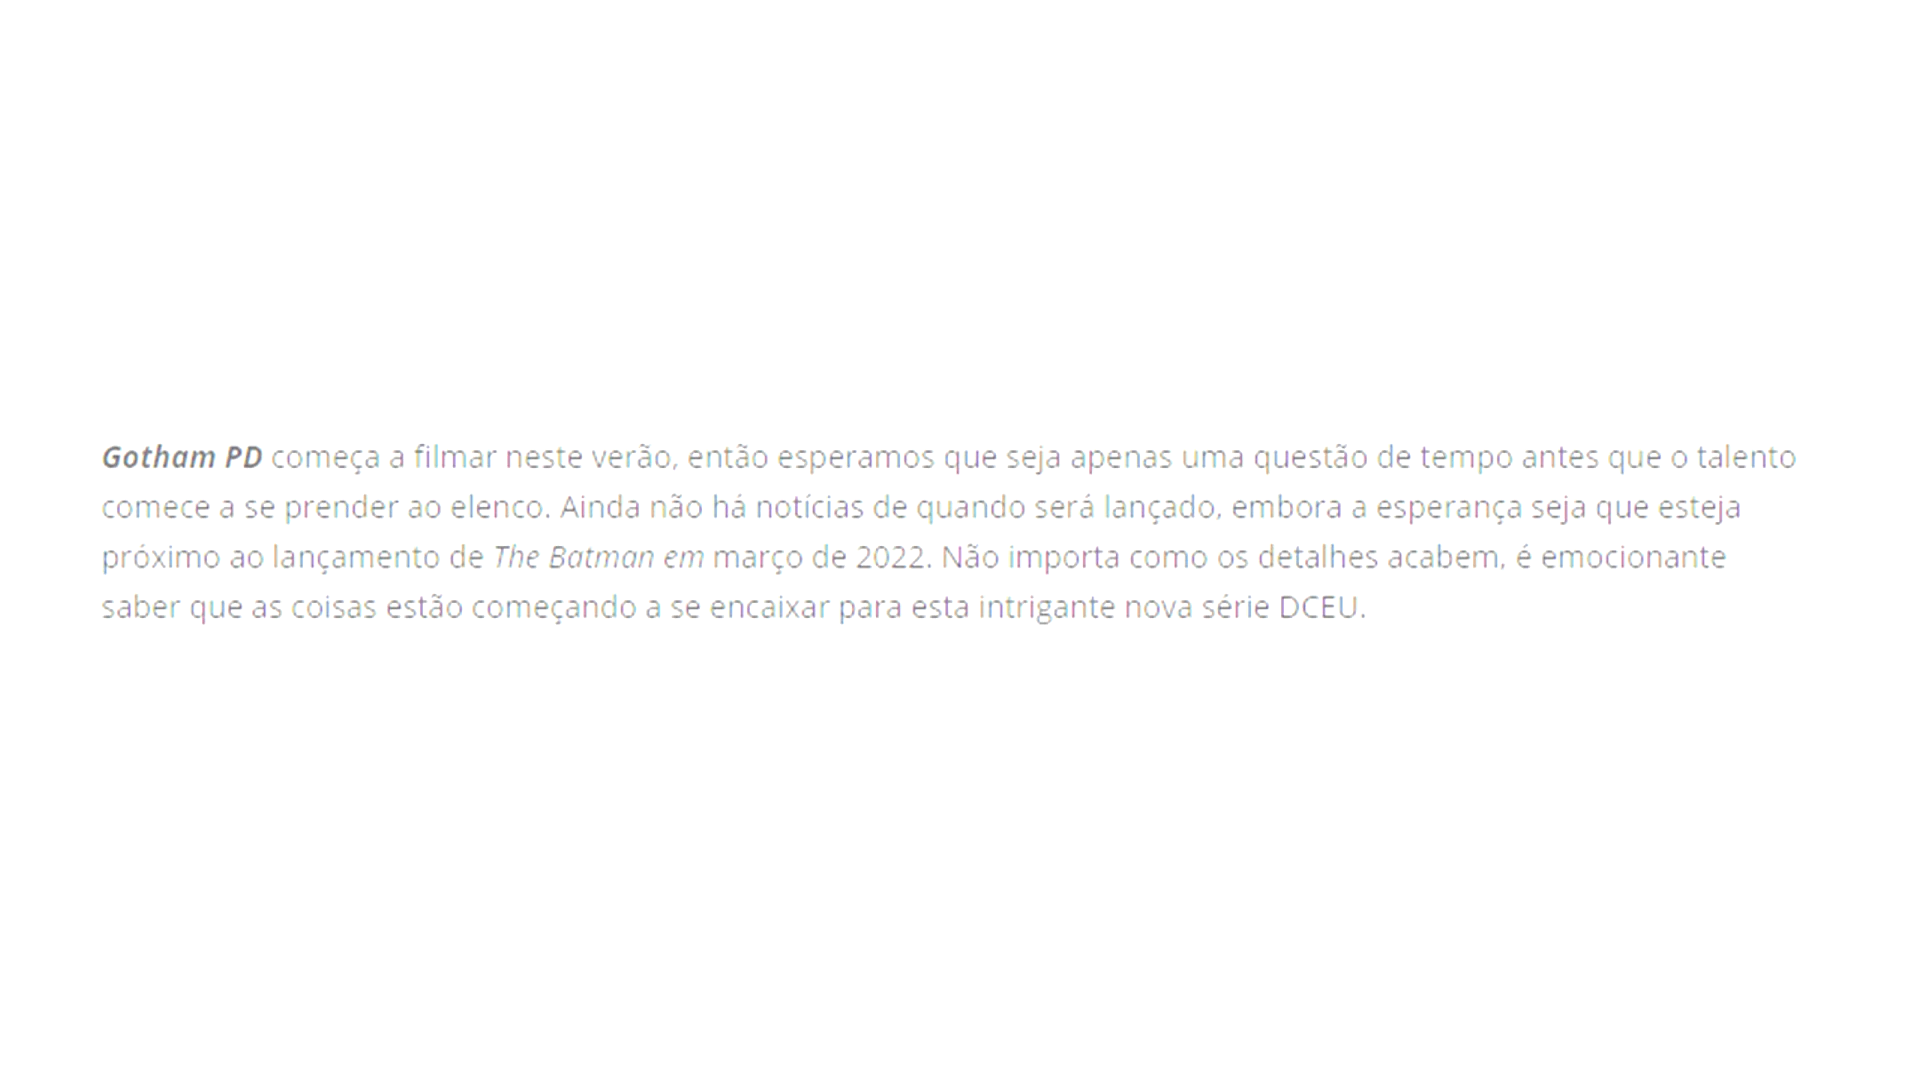 Gotham PD começa a filmar neste verão, então esperamos que seja apenas uma questão de tempo antes que o talento
comece a se prender ao elenco. Ainda não há notícias de quando será lançado, embora a esperança seja que esteja
próximo ao lançamento de The Batman em março de 2022. Não importa como os detalhes acabem, é emocionante
saber que as coisas estão começando a se encaixar para esta intrigante nova série DCEU.